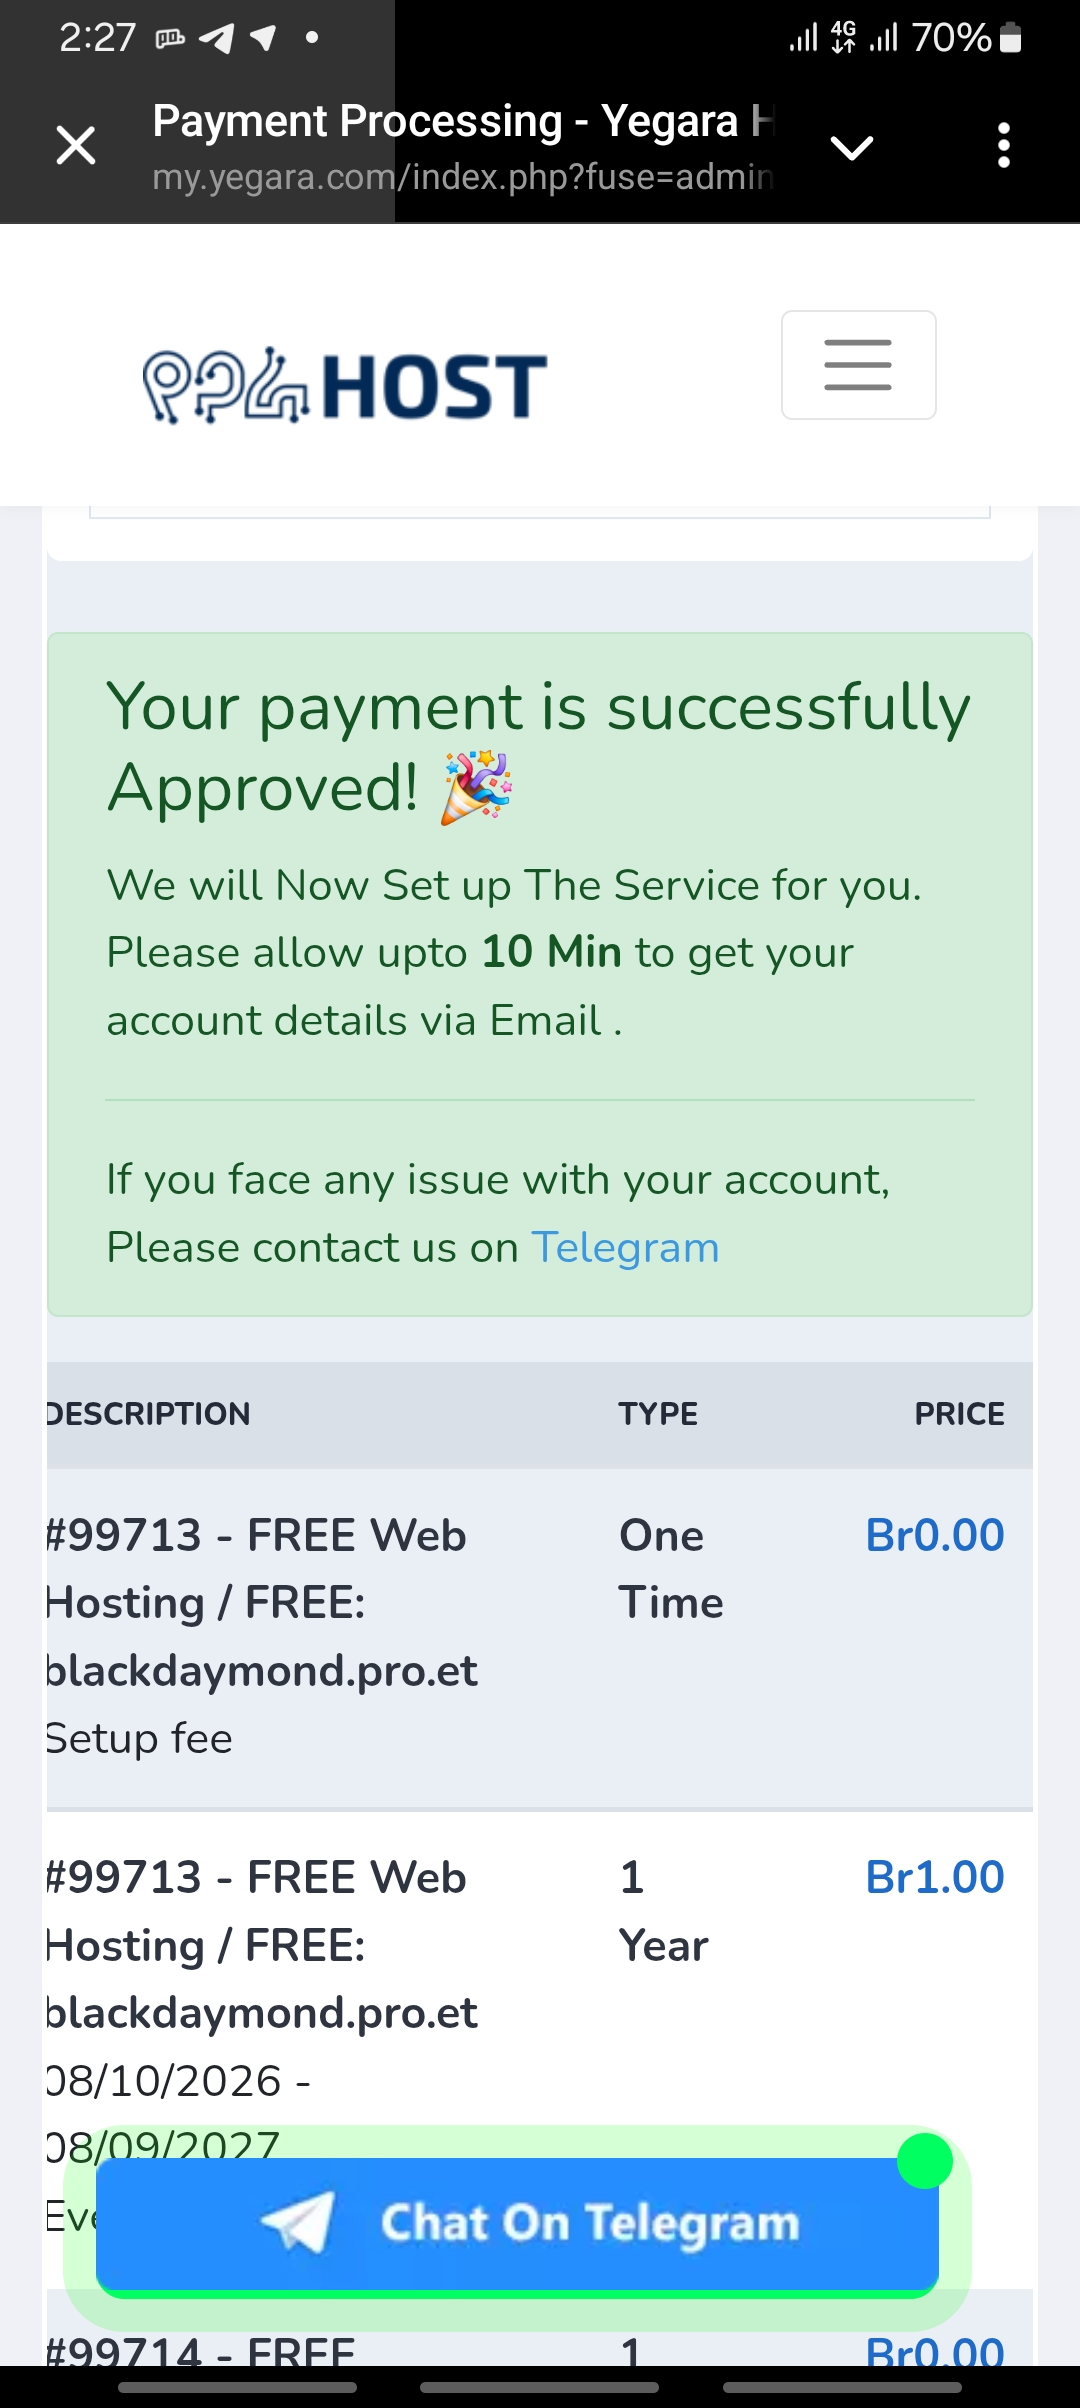 2:27
4G
70%
Payment Processing - Yegara H
my.yegara.com/index.php?fuse=admin
የጋራ HOST
Your payment is successfully
Approved! 🎉
We will Now Set up The Service for you.
Please allow upto 10 Min to get your
account details via Email .
If you face any issue with your account,
Please contact us on Telegram
DESCRIPTION TYPE PRICE
#99713 - FREE Web One Br0.00
Hosting / FREE: Time
blackdaymond.pro.et
Setup fee
#99713 - FREE Web 1 Br1.00
Hosting / FREE: Year
blackdaymond.pro.et
08/10/2026 -
08/09/2027
Chat On Telegram
#99714 - FREE 1 Br0.00